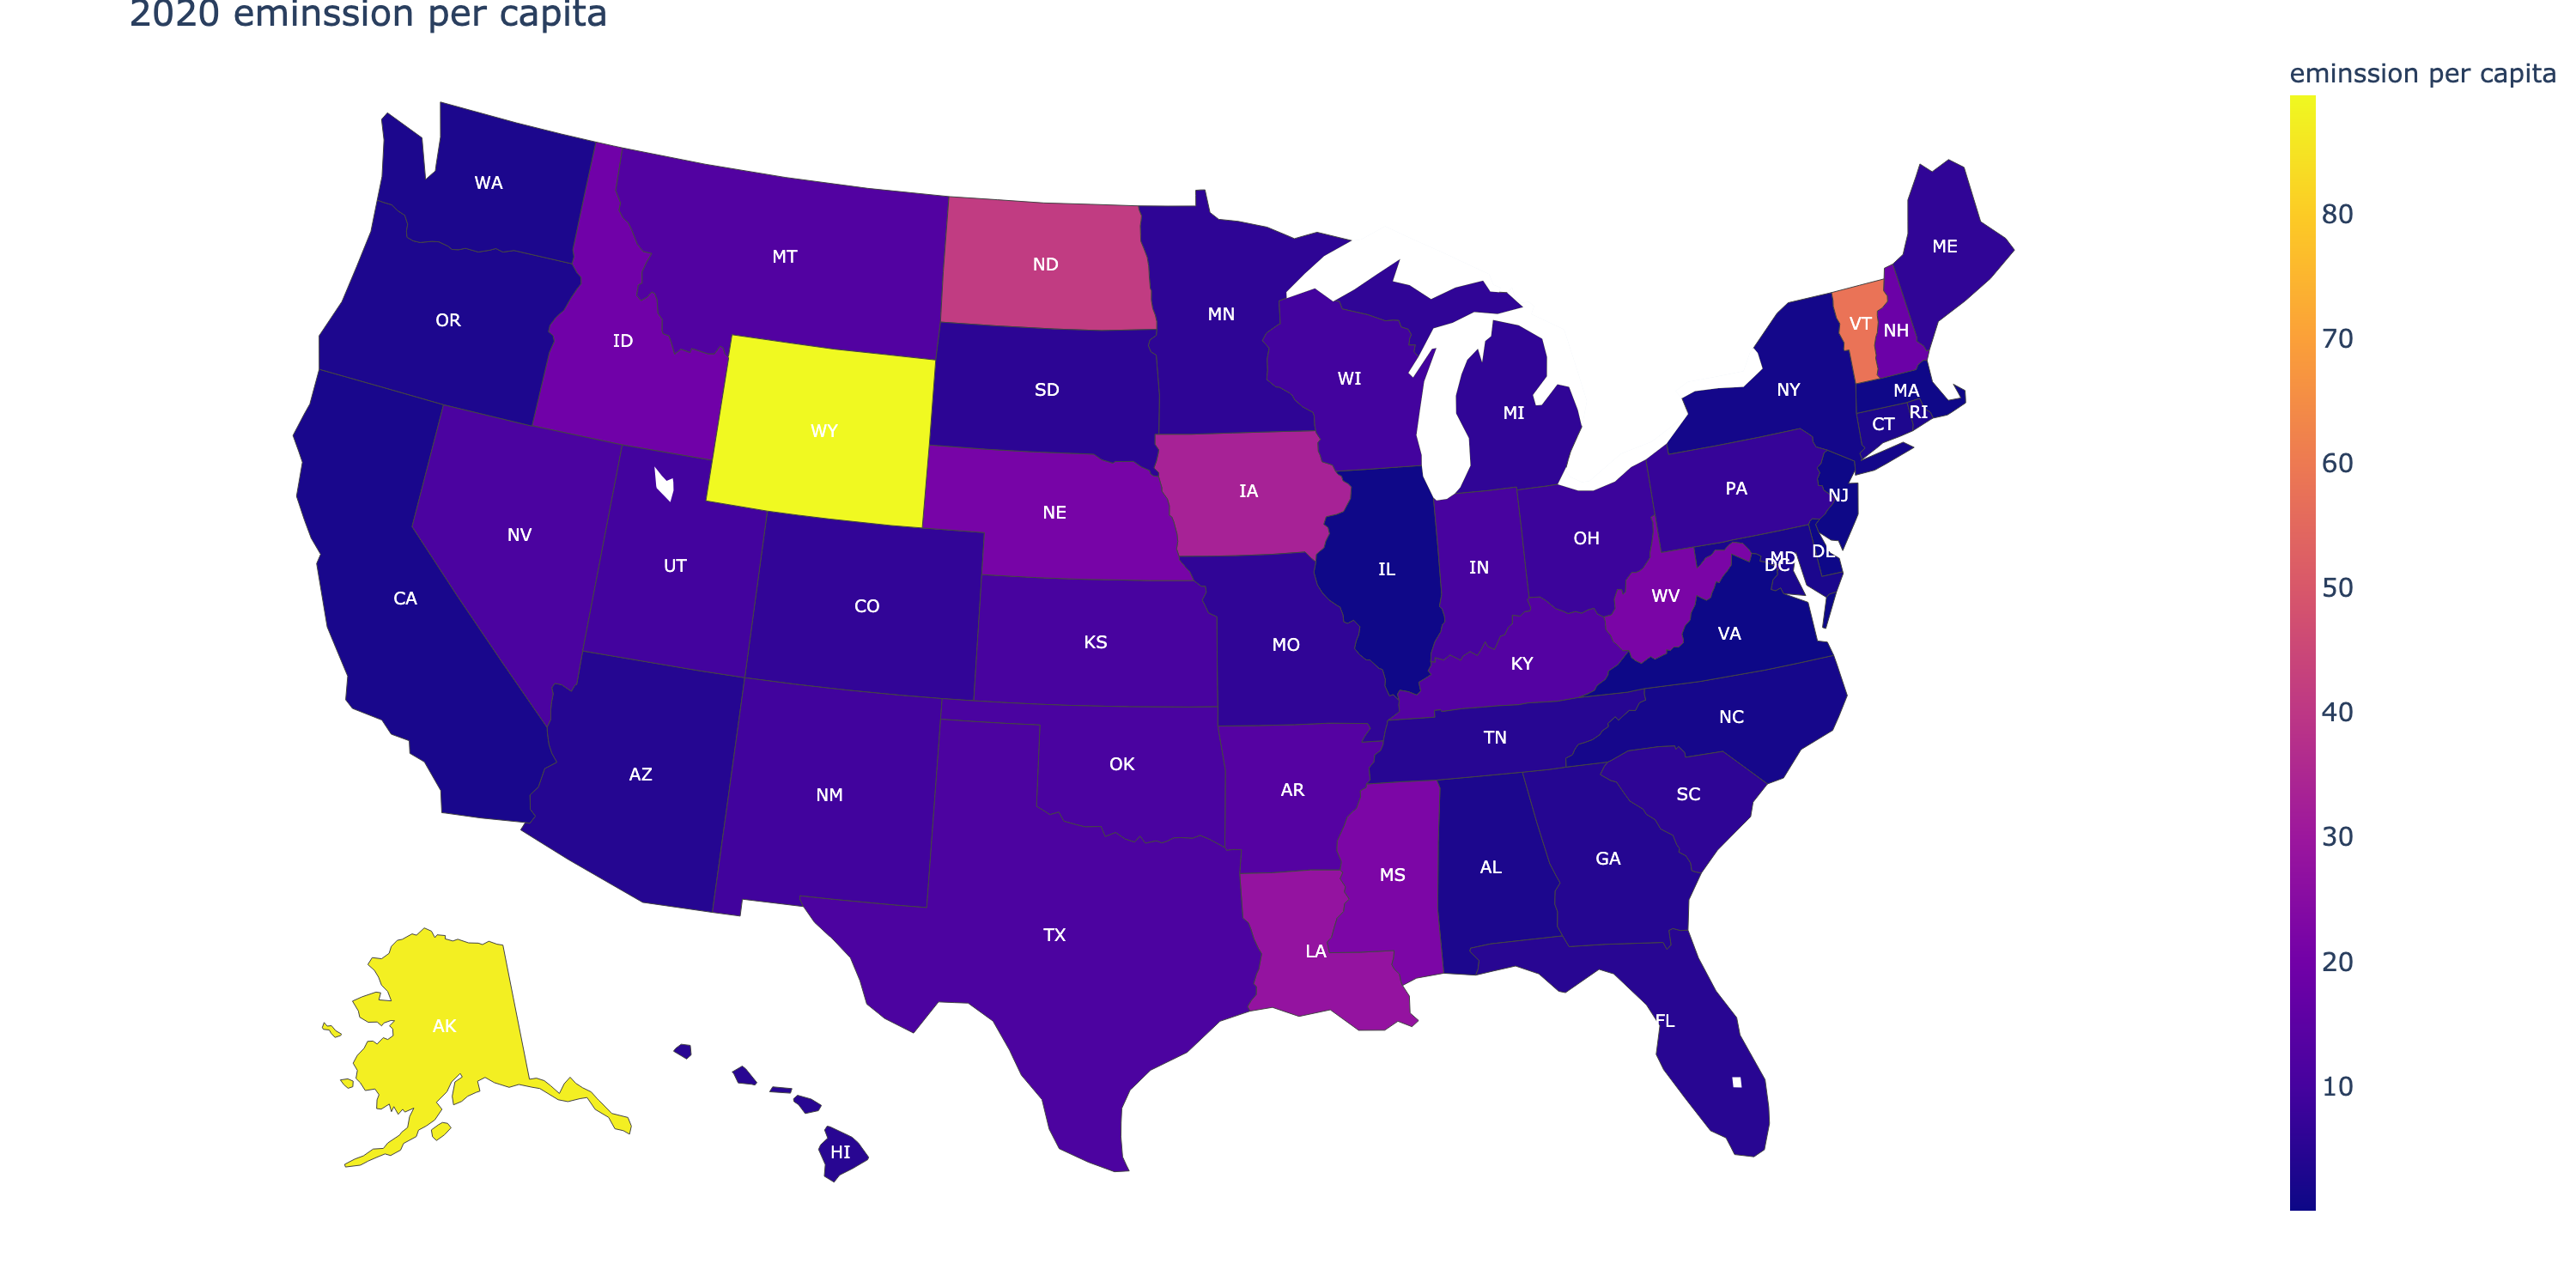 2020 eminssion per capita
eminssion per capita
WA
ME
MT
ND
80
MN
OR
VT
NH
ID
70
WI
SD
NY
MA
MI
RI
CT
WY
60
PA
IA
NJ
NE
NV
OH
DE
MD
DC
UT
IN
IL
50
WV
CA
CO
VA
KS
MO
KY
40
NC
TN
OK
AZ
AR
NM
SC
30
GA
AL
MS
TX
LA
20
FL
AK
10
HI